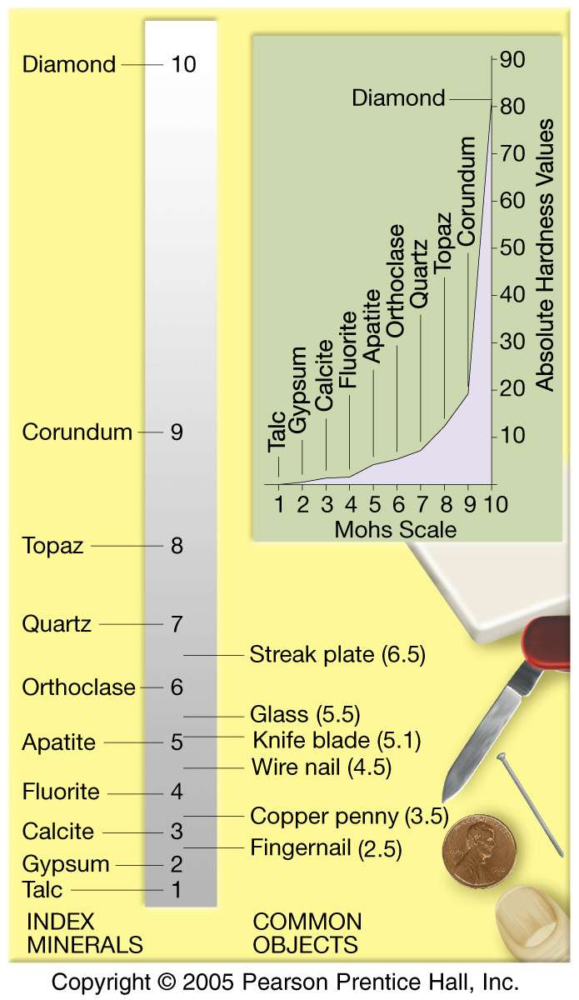 Diamond 10
Corundum 9
Topaz 8
Quartz 7
Orthoclase 6
Apatite 5
Fluorite 4
Calcite 3
Gypsum 2
Talc 1
INDEX
MINERALS
Streak plate (6.5)
Glass (5.5)
Knife blade (5.1)
Wire nail (4.5)
Copper penny (3.5)
Fingernail (2.5)
COMMON
OBJECTS
Talc
Gypsum
Calcite
Fluorite
Apatite
Orthoclase
Quartz
Topaz
Corundum
Diamond
90
80
70
60
50
40
30
20
10
Absolute Hardness Values
1 2 3 4 5 6 7 8 9 10
Mohs Scale
Copyright © 2005 Pearson Prentice Hall, Inc.